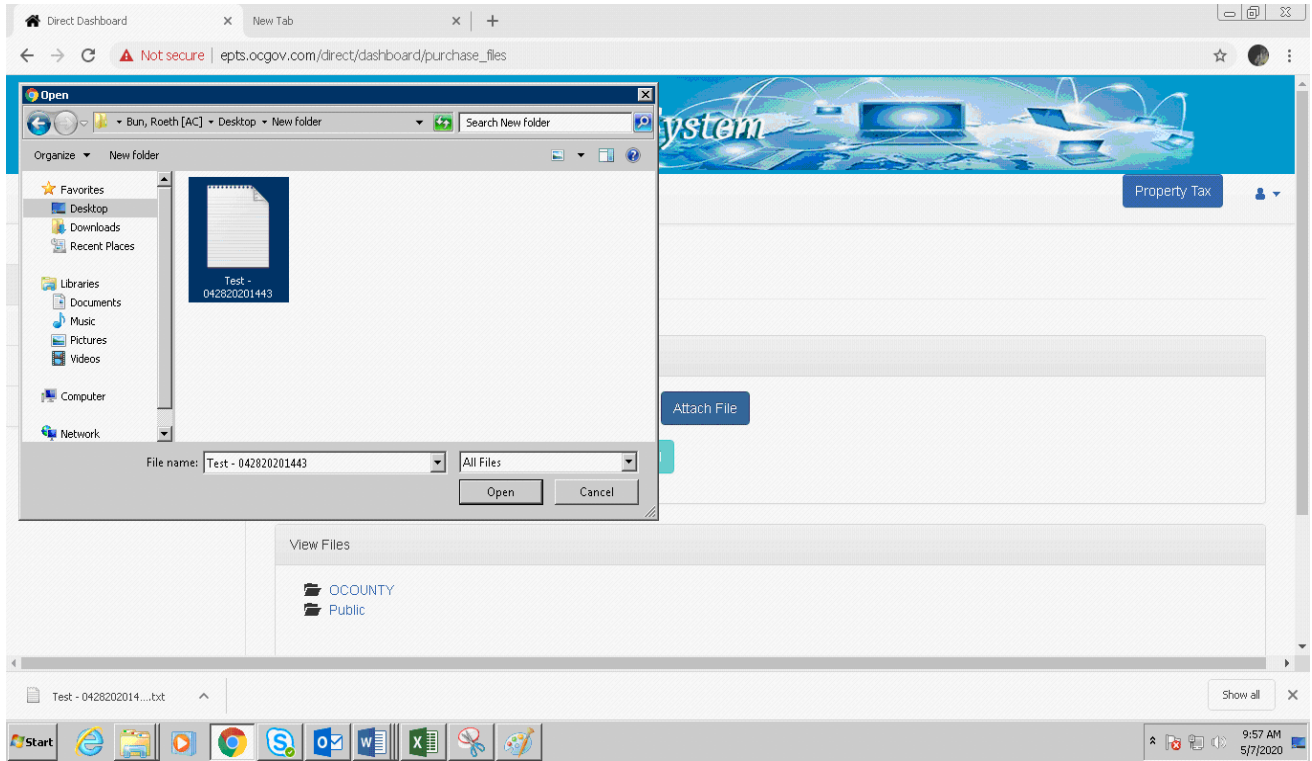 Direct Dashboard
New Tab
Not secure | epts.ocgov.com/direct/dashboard/purchase_files
Open
Bun, Roeth [AC] Desktop New folder
Search New folder
ystem
Organize New folder
Property Tax
Favorites
Desktop
Downloads
Recent Places
Libraries
Documents
Music
Pictures
Videos
Computer
Network
Test -
042820201443
Attach File
File name: Test - 042820201443
All Files
Open Cancel
View Files
OCOUNTY
Public
Test - 0428202014....txt
Show all
Start
9:57 AM
5/7/2020